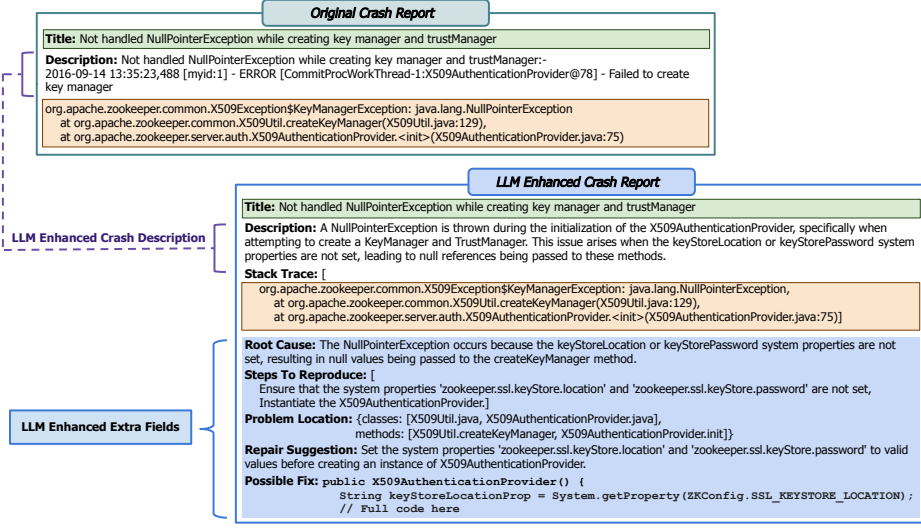 Original Crash Report
Title: Not handled NullPointerException while creating key manager and trustManager
Description: Not handled NullPointerException while creating key manager and trustManager:-
2016-09-14 13:35:23,488 [myid:1] - ERROR [CommitProcWorkThread-1:X509AuthenticationProvider@78] - Failed to create
key manager
org.apache.zookeeper.common.X509Exception$KeyManagerException: java.lang.NullPointerException
at org.apache.zookeeper.common.X509Util.createKeyManager(X509Util.java:129),
at org.apache.zookeeper.server.auth.X509AuthenticationProvider.<init>(X509AuthenticationProvider.java:75)
LLM Enhanced Crash Report
Title: Not handled NullPointerException while creating key manager and trustManager
LLM Enhanced Crash Description
Description: A NullPointerException is thrown during the initialization of the X509AuthenticationProvider, specifically when
attempting to create a KeyManager and TrustManager. This issue arises when the keyStoreLocation or keyStorePassword system
properties are not set, leading to null references being passed to these methods.
Stack Trace: [
org.apache.zookeeper.common.X509Exception$KeyManagerException: java.lang.NullPointerException,
at org.apache.zookeeper.common.X509Util.createKeyManager(X509Util.java:129),
at org.apache.zookeeper.server.auth.X509AuthenticationProvider.<init>(X509AuthenticationProvider.java:75)]
LLM Enhanced Extra Fields
Root Cause: The NullPointerException occurs because the keyStoreLocation or keyStorePassword system properties are not
set, resulting in null values being passed to the createKeyManager method.
Steps To Reproduce: [
Ensure that the system properties 'zookeeper.ssl.keyStore.location' and 'zookeeper.ssl.keyStore.password' are not set,
Instantiate the X509AuthenticationProvider.]
Problem Location: {classes: [X509Util.java, X509AuthenticationProvider.java],
methods: [X509Util.createKeyManager, X509AuthenticationProvider.init]}
Repair Suggestion: Set the system properties 'zookeeper.ssl.keyStore.location' and 'zookeeper.ssl.keyStore.password' to valid
values before creating an instance of X509AuthenticationProvider.
Possible Fix: public X509AuthenticationProvider() {
String keyStoreLocationProp = System.getProperty(ZKConfig.SSL_KEYSTORE_LOCATION);
// Full code here